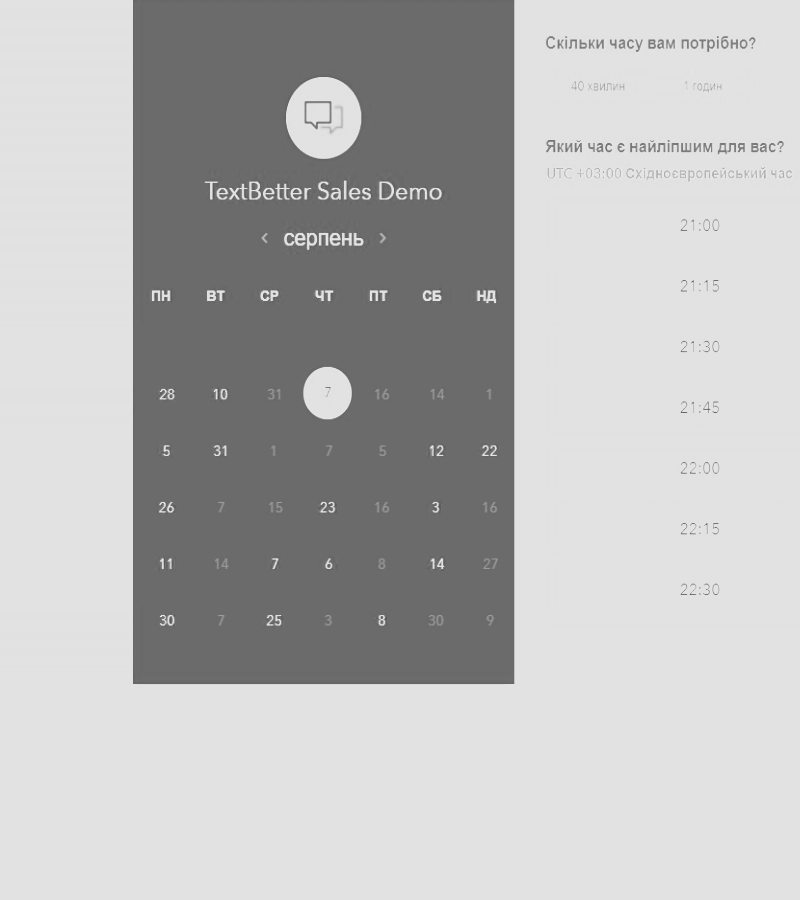 TextBetter Sales Demo
‹ серпень ›
ПН ВТ СР ЧТ ПТ СБ НД
28 10 31 7 16 14 1
5 31 1 7 5 12 22
26 7 15 23 16 3 16
11 14 7 6 8 14 27
30 7 25 3 8 30 9
Скільки часу вам потрібно?
40 хвилин 1 годин
Який час є найліпшим для вас?
UTC +03:00 Східноєвропейський час
21:00
21:15
21:30
21:45
22:00
22:15
22:30